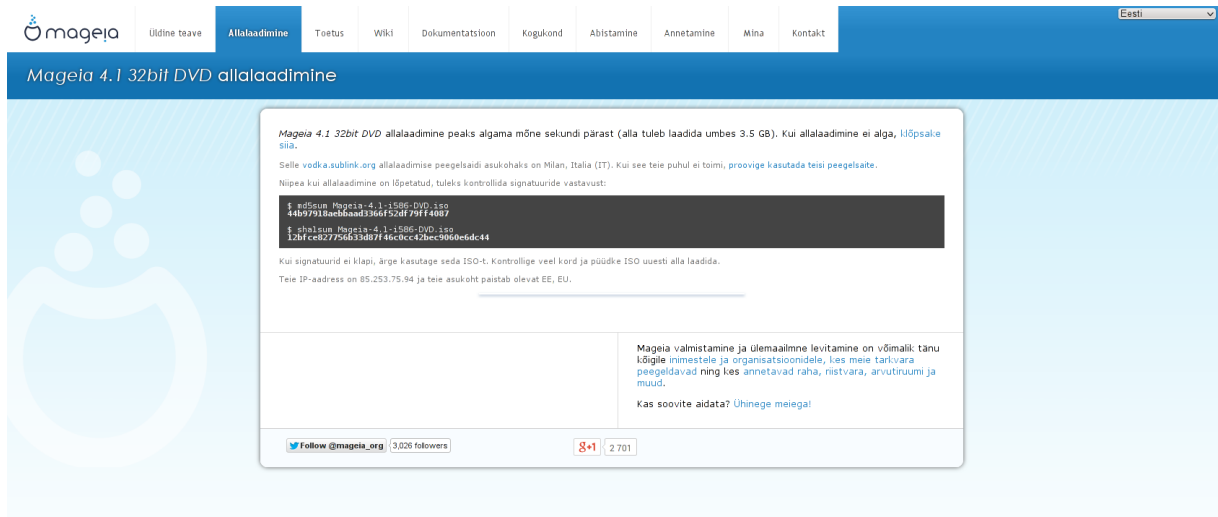 Eesti
mageia
Üldine teave
Allalaadimine
Toetus
Wiki
Dokumentatsioon
Kogukond
Abistamine
Annetamine
Mina
Kontakt
Mageia 4.1 32bit DVD allalaadimine
Mageia 4.1 32bit DVD allalaadimine peaks algama mõne sekundi pärast (alla tuleb laadida umbes 3.5 GB). Kui allalaadimine ei alga, klõpsake
siia.
Selle vodka.sublink.org allalaadimise peegelsaidi asukohaks on Milan, Italia (IT). Kui see teie puhul ei toimi, proovige kasutada teisi peegelsaite.
Niipea kui allalaadimine on lõpetatud, tuleks kontrollida signatuuride vastavust:
$ md5sum Mageia-4.1-i586-DVD.iso
44b97918aebbaad3366f52df79ff4087
$ sha1sum Mageia-4.1-i586-DVD.iso
12bfce827756b33d87f46c0cc42bec9060e6dc44
Kui signatuurid ei klapi, ärge kasutage seda ISO-t. Kontrollige veel kord ja püüdke ISO uuesti alla laadida.
Teie IP-aadress on 85.253.75.94 ja teie asukoht paistab olevat EE, EU.
Mageia valmistamine ja ülemaailmne levitamine on võimalik tänu
kõigile inimestele ja organisatsioonidele, kes meie tarkvara
peegeldavad ning kes annetavad raha, riistvara, arvutiruumi ja
muud.
Kas soovite aidata? Ühinege meiega!
Follow @mageia_org
3,026 followers
g+1
2 701